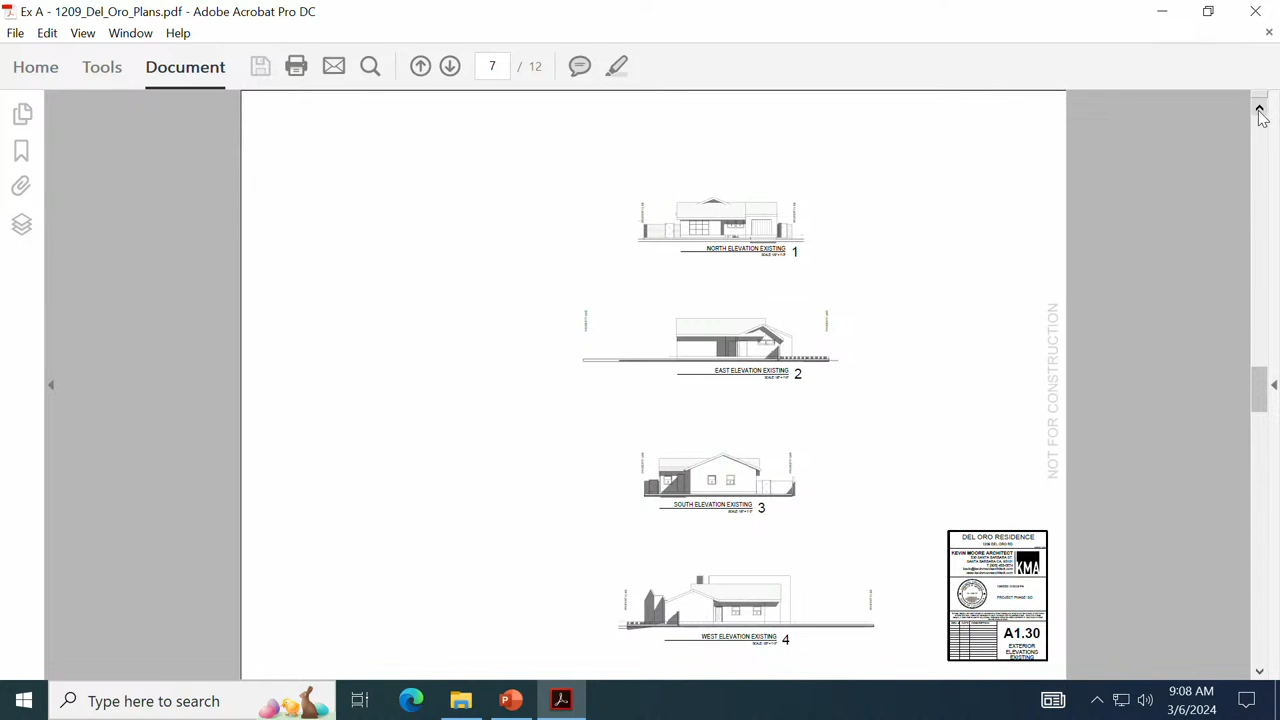 Ex A - 1209_Del_Oro_Plans.pdf - Adobe Acrobat Pro DC
File Edit View Window Help
Home Tools Document 7 / 12
NORTH ELEVATION EXISTING 1
EAST ELEVATION EXISTING 2
SOUTH ELEVATION EXISTING 3
WEST ELEVATION EXISTING 4
NOT FOR CONSTRUCTION
DEL ORO RESIDENCE
KEVIN MOORE ARCHITECT
KMA
A1.30
EXTERIOR
ELEVATIONS
EXISTING
Type here to search
9:08 AM
3/6/2024